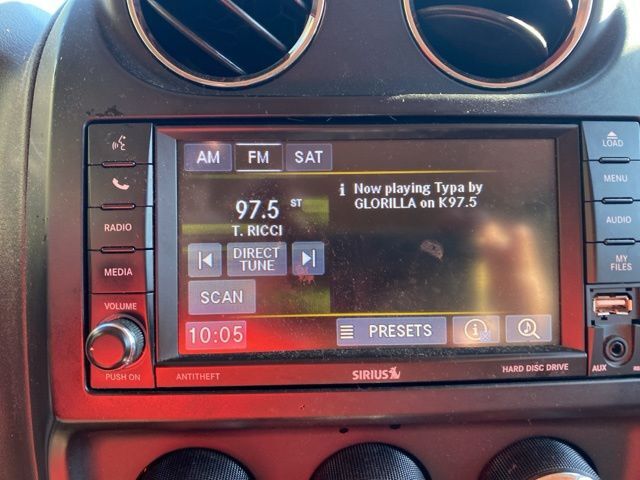 AM FM SAT
97.5 ST
T. RICCI
DIRECT
TUNE
SCAN
10:05
i Now playing Typa by
GLORILLA on K97.5
PRESETS
RADIO
MEDIA
VOLUME
PUSH ON
LOAD
MENU
AUDIO
MY
FILES
AUX
ANTITHEFT
SIRIUS
HARD DISC DRIVE